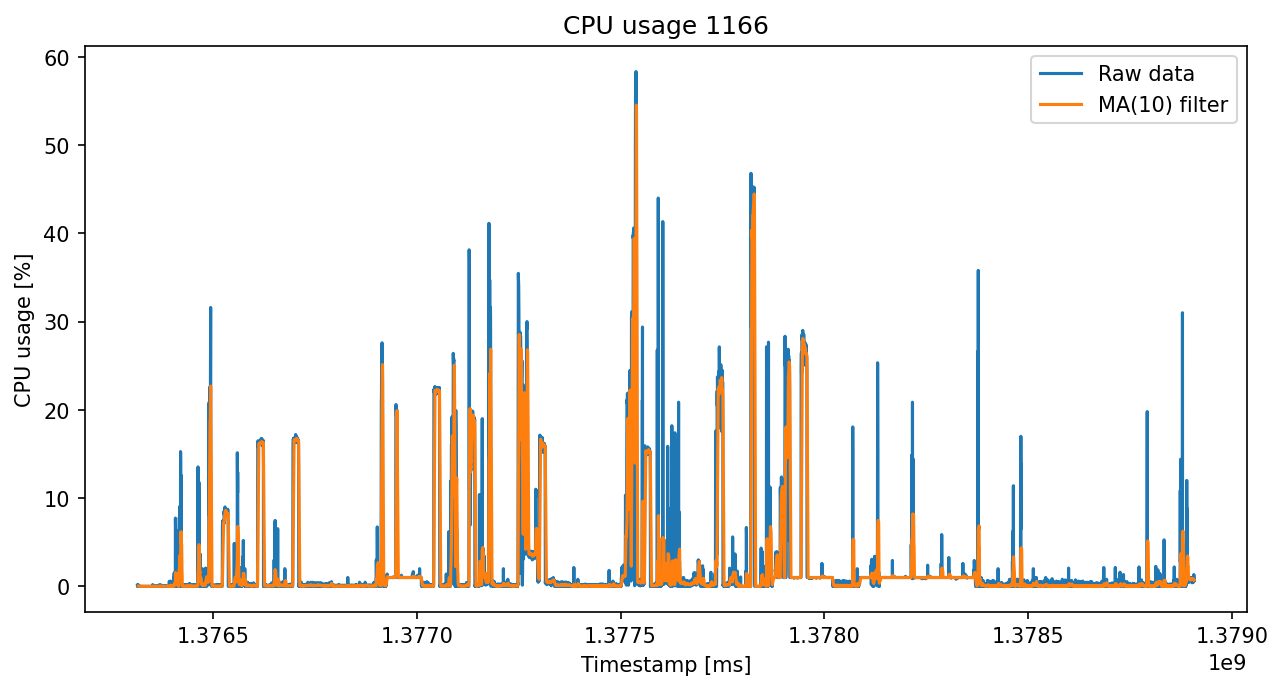 CPU usage 1166
Raw data
MA(10) filter
CPU usage [%]
60
50
40
30
20
10
0
1.3765
1.3770
1.3775
1.3780
1.3785
1.3790
1e9
Timestamp [ms]